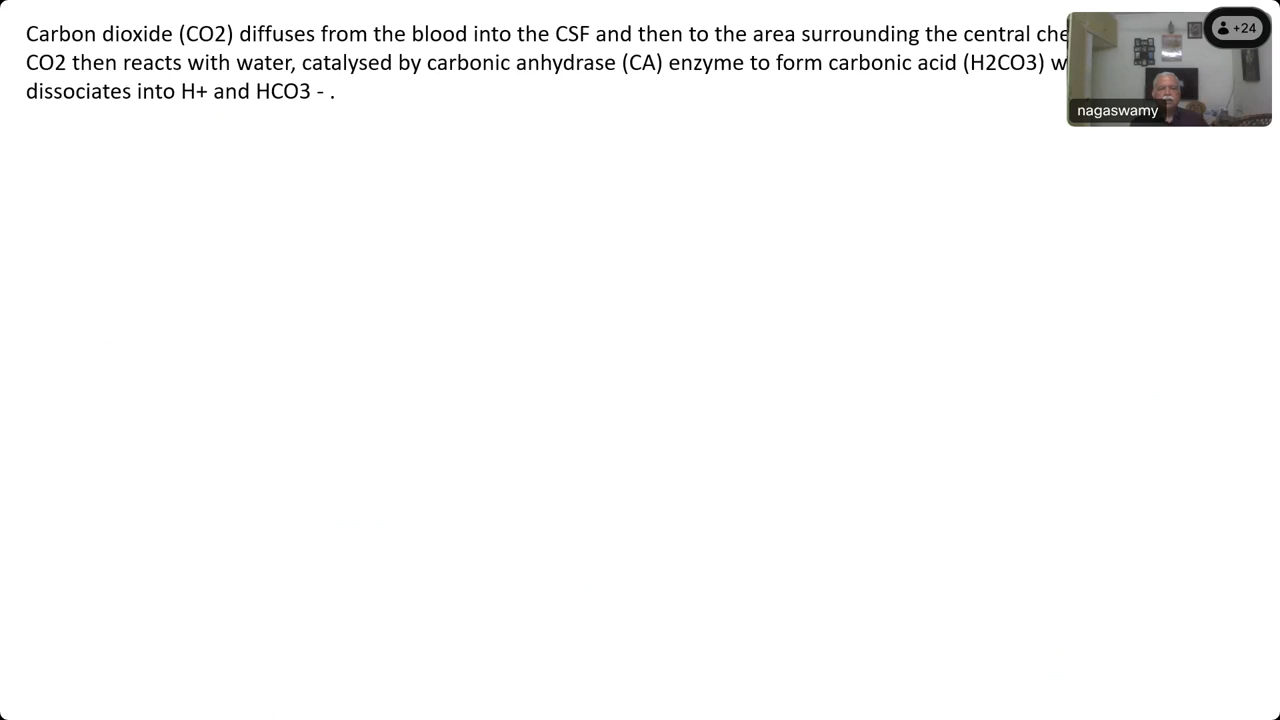 Carbon dioxide (CO2) diffuses from the blood into the CSF and then to the area surrounding the central
CO2 then reacts with water, catalysed by carbonic anhydrase (CA) enzyme to form carbonic acid (H2CO3)
dissociates into H+ and HCO3 - .
+24
nagaswamy